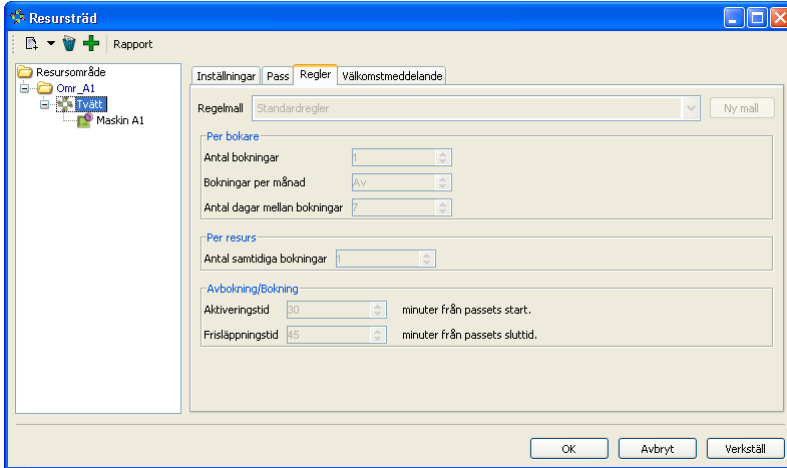 Resursträd
Rapport
Resursområde
Omr_A1
Tvätt
Maskin A1
Inställningar Pass Regler Välkomstmeddelande
Regelmall Standardregler Ny mall
Per bokare
Antal bokningar 1
Bokningar per månad Av
Antal dagar mellan bokningar 7
Per resurs
Antal samtidiga bokningar 1
Avbokning/Bokning
Aktiveringstid 30 minuter från passets start.
Frisläppningstid 45 minuter från passets sluttid.
OK Avbryt Verkställ